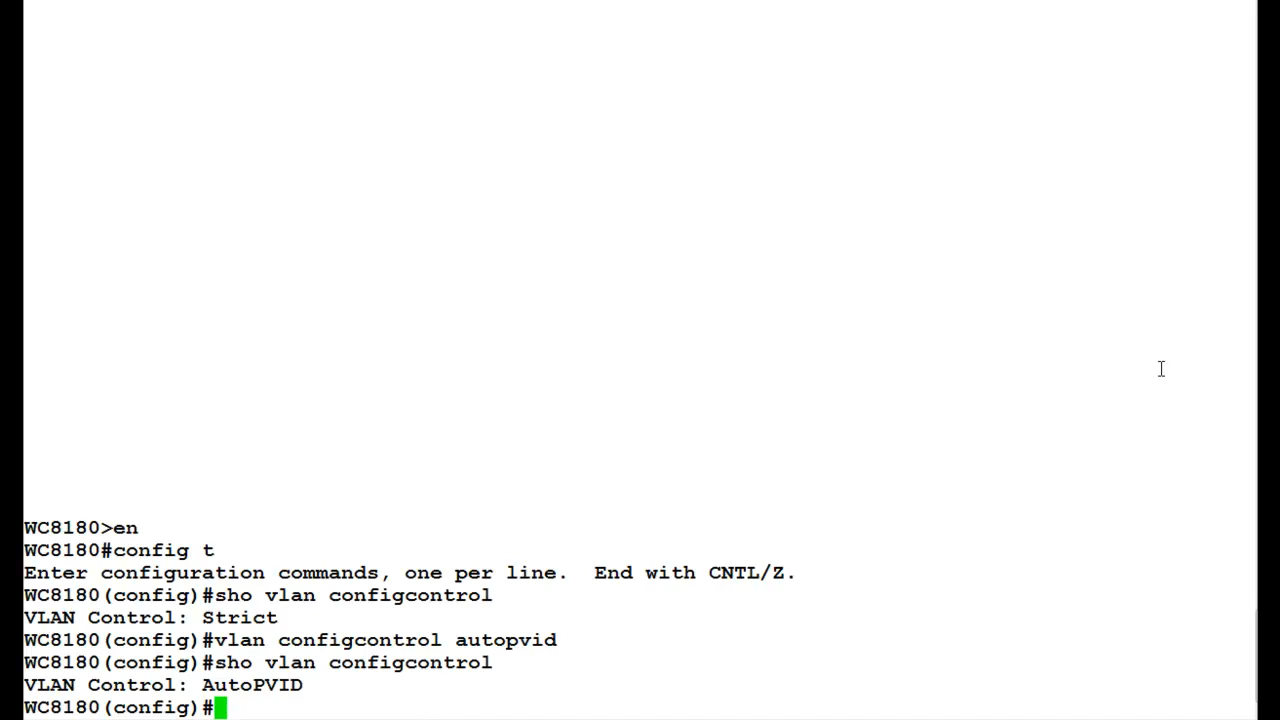 WC8180>en
WC8180#config t
Enter configuration commands, one per line.  End with CNTL/Z.
WC8180(config)#sho vlan configcontrol
VLAN Control: Strict
WC8180(config)#vlan configcontrol autopvid
WC8180(config)#sho vlan configcontrol
VLAN Control: AutoPVID
WC8180(config)#